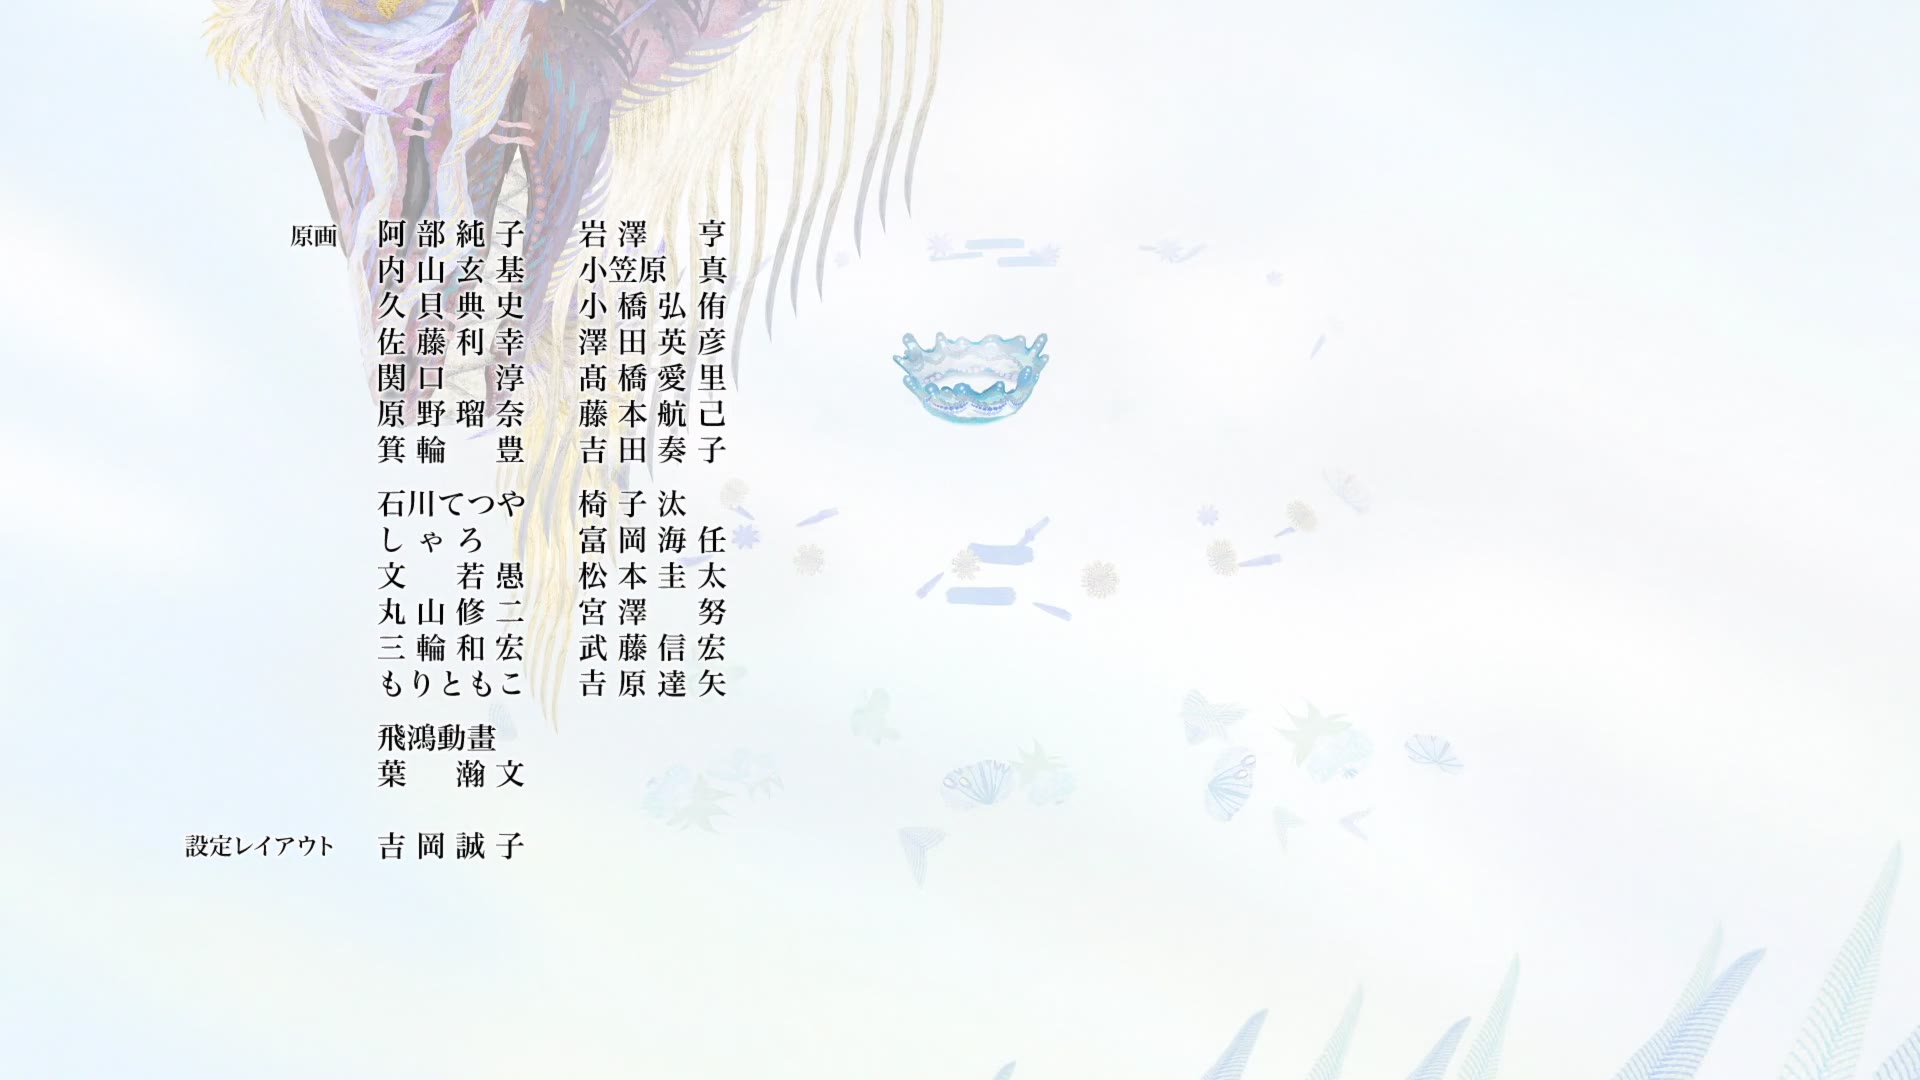 原画 阿部純子 岩澤 亨
内山玄基 小笠原 真
久貝典史 小橋弘侑
佐藤利幸 澤田英彦
関口 淳 髙橋愛里
原野瑠奈 藤本航己
箕輪 豊 吉田奏子
石川てつや 椅子汰
しゃろ 富岡海任
文 若愚 松本圭太
丸山修二 宮澤 努
三輪和宏 武藤信宏
もりともこ 𠮷原達矢
飛鴻動畫
葉 瀚文
設定レイアウト 吉岡誠子